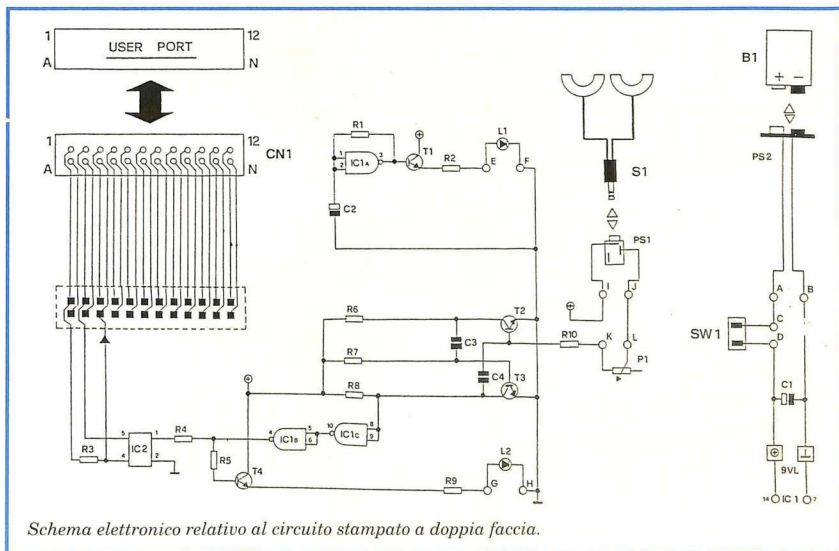 1 12
USER PORT
A N
1 12
CN1
A N
R1
1
2
IC1A
3
T1
R2
L1
E F
C2
S1
PS1
I J
B1
+ -
PS2
A B
C
SW1
D
C1
+
9VL
14 IC1 7
R6
T2
C3
R7
R10
K L
P1
R8
C4
T3
+
4
IC1B
5
6
10
IC1C
8
9
R3
5 1
IC2
4 2
R4
R5
T4
R9
L2
G H
Schema elettronico relativo al circuito stampato a doppia faccia.